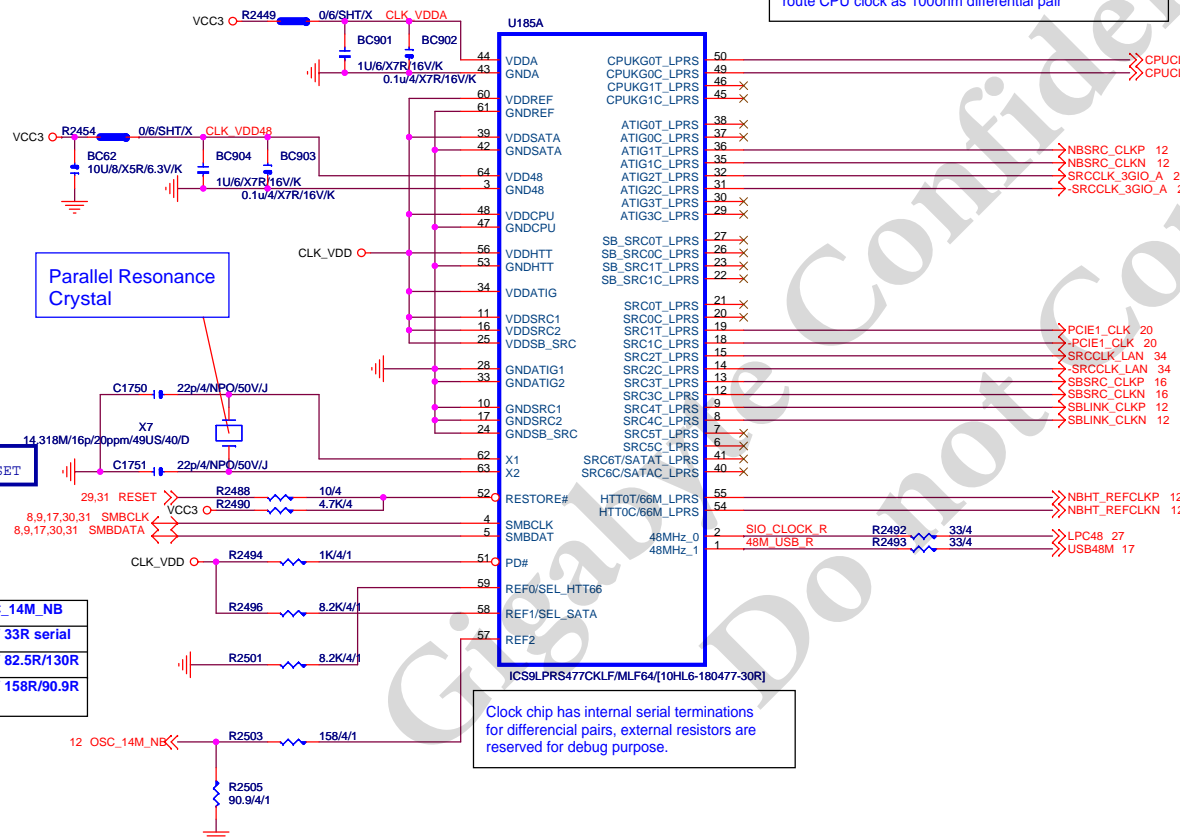 route CPU clock as 100ohm differential pair
VCC3
R2449
0/6/SHT/X
CLK_VDDA
U185A
BC901
BC902
1U/6/X7R/16V/K
0.1u/4/X7R/16V/K
VCC3
R2454
0/6/SHT/X
CLK_VDD48
BC62
10U/8/X5R/6.3V/K
BC904
BC903
1U/6/X7R/16V/K
0.1u/4/X7R/16V/K
CLK_VDD
Parallel Resonance
Crystal
C1750
22p/4/NPO/50V/J
X7
14.318M/16p/20ppm/49US/40/D
C1751
22p/4/NPO/50V/J
29,31 RESET
R2488
10/4
VCC3
R2490
4.7K/4
8,9,17,30,31 SMBCLK
8,9,17,30,31 SMBDATA
CLK_VDD
R2494
1K/4/1
R2496
8.2K/4/1
R2501
8.2K/4/1
_14M_NB
33R serial
82.5R/130R
158R/90.9R
12 OSC_14M_NB
R2503
158/4/1
R2505
90.9/4/1
44 VDDA
43 GNDA
60 VDDREF
61 GNDREF
39 VDDSATA
42 GNDSATA
64 VDD48
3 GND48
48 VDDCPU
47 GNDCPU
56 VDDHTT
53 GNDHTT
34 VDDATIG
11 VDDSRC1
16 VDDSRC2
25 VDDSB_SRC
28 GNDATIG1
33 GNDATIG2
10 GNDSRC1
17 GNDSRC2
24 GNDSB_SRC
62 X1
63 X2
52 RESTORE#
4 SMBCLK
5 SMBDAT
51 PD#
59 REF0/SEL_HTT66
58 REF1/SEL_SATA
57 REF2
CPUKG0T_LPRS 50
CPUKG0C_LPRS 49
CPUKG1T_LPRS 46
CPUKG1C_LPRS 45
ATIG0T_LPRS 38
ATIG0C_LPRS 37
ATIG1T_LPRS 36 NBSRC_CLKP 12
ATIG1C_LPRS 35 NBSRC_CLKN 12
ATIG2T_LPRS 32 SRCCLK_3GIO_A
ATIG2C_LPRS 31 -SRCCLK_3GIO_A
ATIG3T_LPRS 30
ATIG3C_LPRS 29
SB_SRC0T_LPRS 27
SB_SRC0C_LPRS 26
SB_SRC1T_LPRS 23
SB_SRC1C_LPRS 22
SRC0T_LPRS 21
SRC0C_LPRS 20
SRC1T_LPRS 19 PCIE1_CLK 20
SRC1C_LPRS 18 -PCIE1_CLK 20
SRC2T_LPRS 15 SRCCLK_LAN 34
SRC2C_LPRS 14 -SRCCLK_LAN 34
SRC3T_LPRS 13 SBSRC_CLKP 16
SRC3C_LPRS 12 SBSRC_CLKN 16
SRC4T_LPRS 9 SBLINK_CLKP 12
SRC4C_LPRS 8 SBLINK_CLKN 12
SRC5T_LPRS 7
SRC5C_LPRS 6
SRC6T/SATAT_LPRS 41
SRC6C/SATAC_LPRS 40
HTT0T/66M_LPRS 55 NBHT_REFCLKP 12
HTT0C/66M_LPRS 54 NBHT_REFCLKN 12
48MHz_0 2 SIO_CLOCK_R R2492 33/4 LPC48 27
48MHz_1 1 48M_USB_R R2493 33/4 USB48M 17
ICS9LPRS477CKLF/MLF64/[10HL6-180477-30R]
Clock chip has internal serial terminations
for differencial pairs, external resistors are
reserved for debug purpose.
Gigabyte Confiden
Do not Co